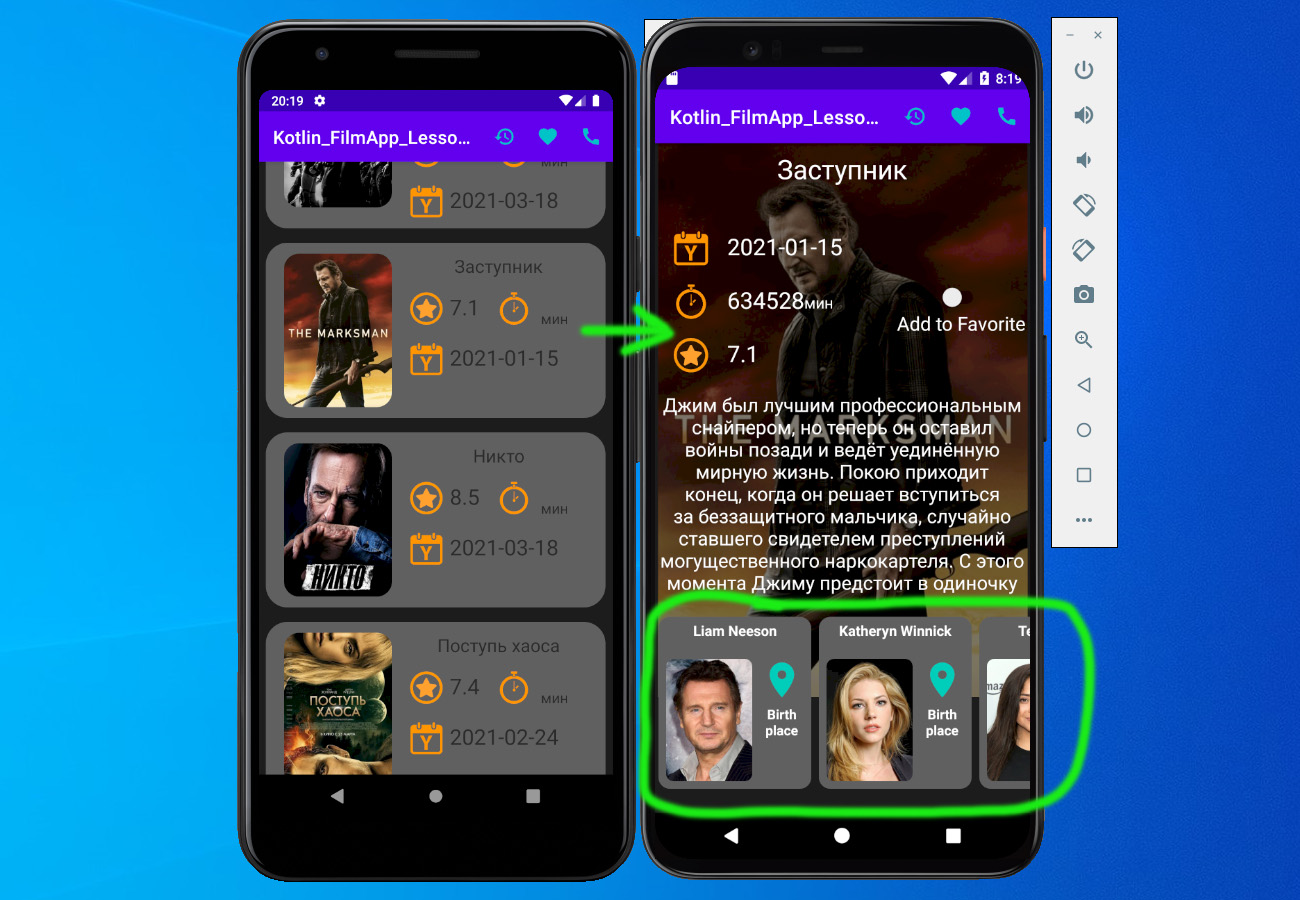 20:19
Kotlin_FilmApp_Lesso...
мин
2021-03-18
Заступник
7.1
мин
2021-01-15
THE MARKSMAN
Никто
8.5
мин
2021-03-18
НИКТО
Поступь хаоса
7.4
мин
2021-02-24
ПОСТУПЬ
ХАОСА
8:19
Kotlin_FilmApp_Lesso...
Заступник
2021-01-15
634528мин
Add to Favorite
7.1
Джим был лучшим профессиональным
THE MARKSMAN
снайпером, но теперь он оставил
войны позади и ведёт уединённую
мирную жизнь. Покою приходит
конец, когда он решает вступиться
за беззащитного мальчика, случайно
ставшего свидетелем преступлений
могущественного наркокартеля. С этого
момента Джиму предстоит в одиночку
Liam Neeson
Birth
place
Katheryn Winnick
Birth
place
Te
maz